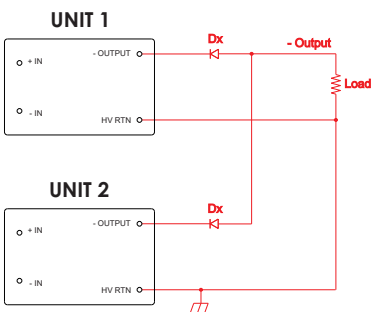 UNIT 1
Dx
- Output
- OUTPUT
+ IN
Load
- IN
HV RTN
UNIT 2
Dx
- OUTPUT
+ IN
- IN
HV RTN